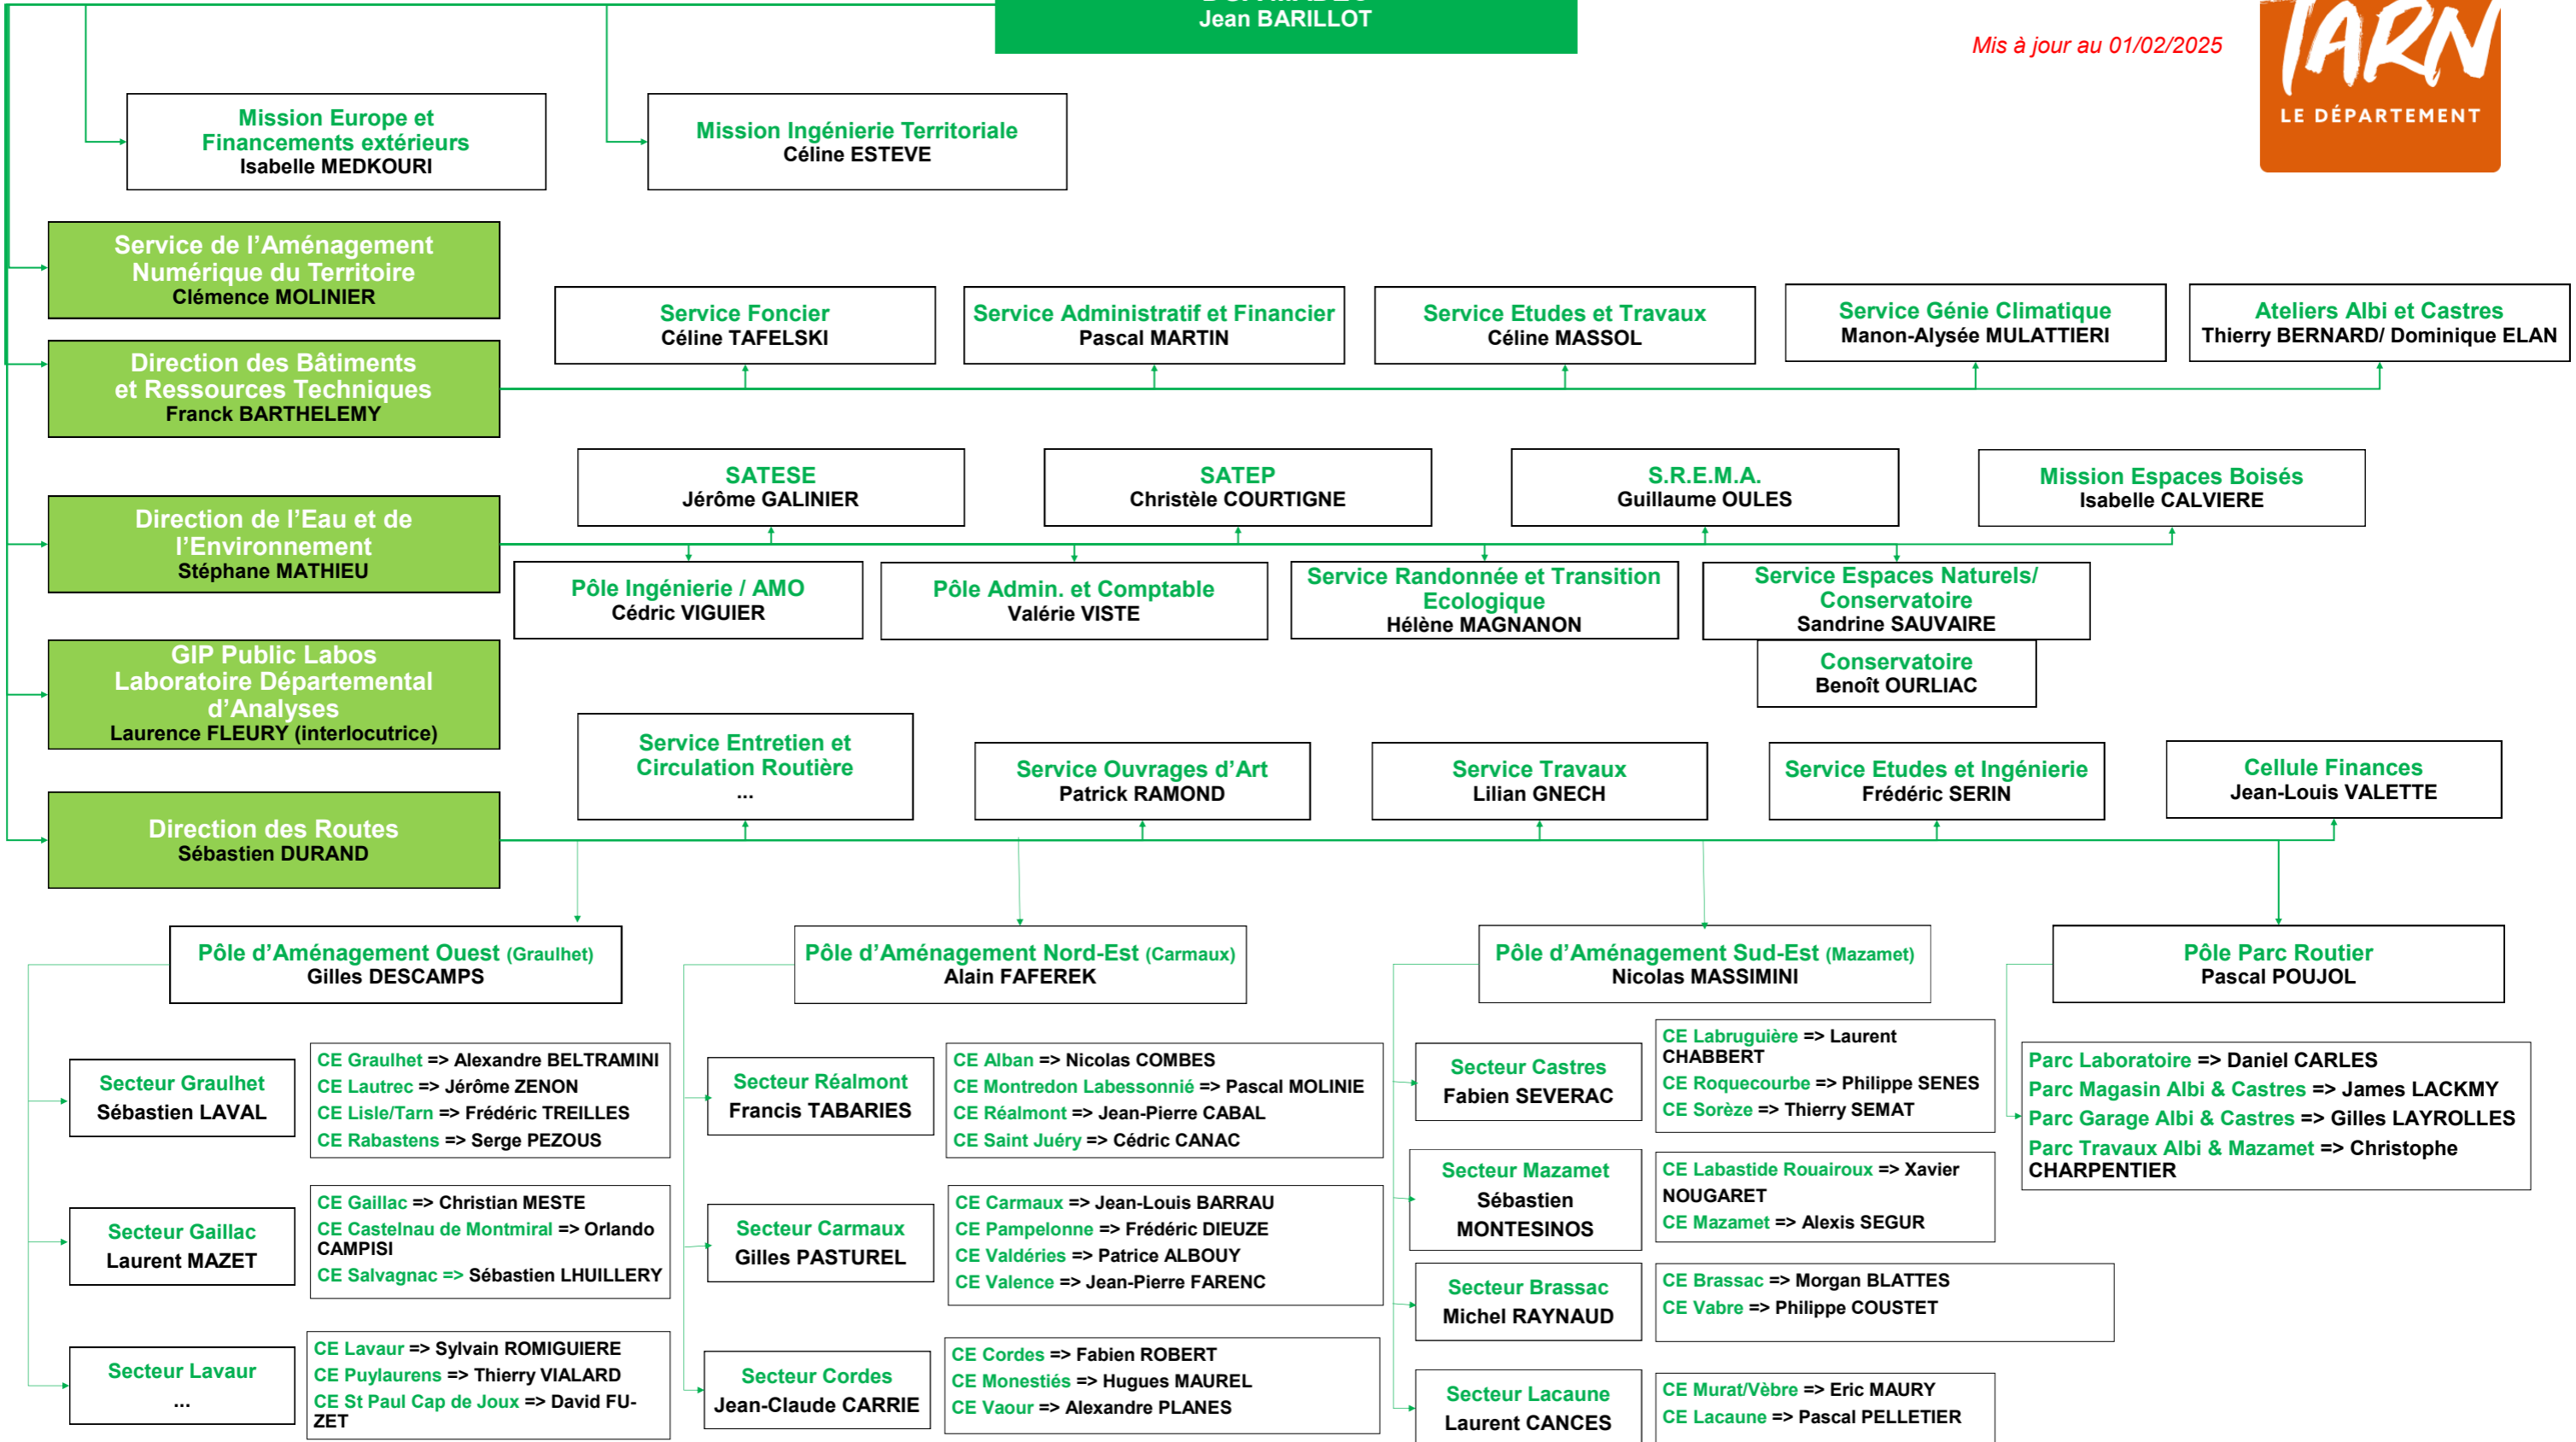 Jean BARILLOT
Mis à jour au 01/02/2025
TARN
LE DÉPARTEMENT
Mission Europe et
Financements extérieurs
Isabelle MEDKOURI
Mission Ingénierie Territoriale
Céline ESTEVE
Service de l’Aménagement
Numérique du Territoire
Clémence MOLINIER
Service Foncier
Céline TAFELSKI
Service Administratif et Financier
Pascal MARTIN
Service Etudes et Travaux
Céline MASSOL
Service Génie Climatique
Manon-Alysée MULATTIERI
Ateliers Albi et Castres
Thierry BERNARD/ Dominique ELAN
Direction des Bâtiments
et Ressources Techniques
Franck BARTHELEMY
SATESE
Jérôme GALINIER
SATEP
Christèle COURTIGNE
S.R.E.M.A.
Guillaume OULES
Mission Espaces Boisés
Isabelle CALVIERE
Direction de l’Eau et de
l’Environnement
Stéphane MATHIEU
Pôle Ingénierie / AMO
Cédric VIGUIER
Pôle Admin. et Comptable
Valérie VISTE
Service Randonnée et Transition
Ecologique
Hélène MAGNANON
Service Espaces Naturels/
Conservatoire
Sandrine SAUVAIRE
Conservatoire
Benoît OURLIAC
GIP Public Labos
Laboratoire Départemental
d’Analyses
Laurence FLEURY (interlocutrice)
Service Entretien et
Circulation Routière
...
Service Ouvrages d’Art
Patrick RAMOND
Service Travaux
Lilian GNECH
Service Etudes et Ingénierie
Frédéric SERIN
Cellule Finances
Jean-Louis VALETTE
Direction des Routes
Sébastien DURAND
Pôle d’Aménagement Ouest (Graulhet)
Gilles DESCAMPS
Pôle d’Aménagement Nord-Est (Carmaux)
Alain FAFEREK
Pôle d’Aménagement Sud-Est (Mazamet)
Nicolas MASSIMINI
Pôle Parc Routier
Pascal POUJOL
Secteur Graulhet
Sébastien LAVAL
CE Graulhet => Alexandre BELTRAMINI
CE Lautrec => Jérôme ZENON
CE Lisle/Tarn => Frédéric TREILLES
CE Rabastens => Serge PEZOUS
Secteur Gaillac
Laurent MAZET
CE Gaillac => Christian MESTE
CE Castelnau de Montmiral => Orlando
CAMPISI
CE Salvagnac => Sébastien LHUILLERY
Secteur Lavaur
...
CE Lavaur => Sylvain ROMIGUIERE
CE Puylaurens => Thierry VIALARD
CE St Paul Cap de Joux => David FU-
ZET
Secteur Réalmont
Francis TABARIES
CE Alban => Nicolas COMBES
CE Montredon Labessonnié => Pascal MOLINIE
CE Réalmont => Jean-Pierre CABAL
CE Saint Juéry => Cédric CANAC
Secteur Carmaux
Gilles PASTUREL
CE Carmaux => Jean-Louis BARRAU
CE Pampelonne => Frédéric DIEUZE
CE Valdéries => Patrice ALBOUY
CE Valence => Jean-Pierre FARENC
Secteur Cordes
Jean-Claude CARRIE
CE Cordes => Fabien ROBERT
CE Monestiés => Hugues MAUREL
CE Vaour => Alexandre PLANES
Secteur Castres
Fabien SEVERAC
CE Labruguière => Laurent
CHABBERT
CE Roquecourbe => Philippe SENES
CE Sorèze => Thierry SEMAT
Secteur Mazamet
Sébastien
MONTESINOS
CE Labastide Rouairoux => Xavier
NOUGARET
CE Mazamet => Alexis SEGUR
Secteur Brassac
Michel RAYNAUD
CE Brassac => Morgan BLATTES
CE Vabre => Philippe COUSTET
Secteur Lacaune
Laurent CANCES
CE Murat/Vèbre => Eric MAURY
CE Lacaune => Pascal PELLETIER
Parc Laboratoire => Daniel CARLES
Parc Magasin Albi & Castres => James LACKMY
Parc Garage Albi & Castres => Gilles LAYROLLES
Parc Travaux Albi & Mazamet => Christophe
CHARPENTIER